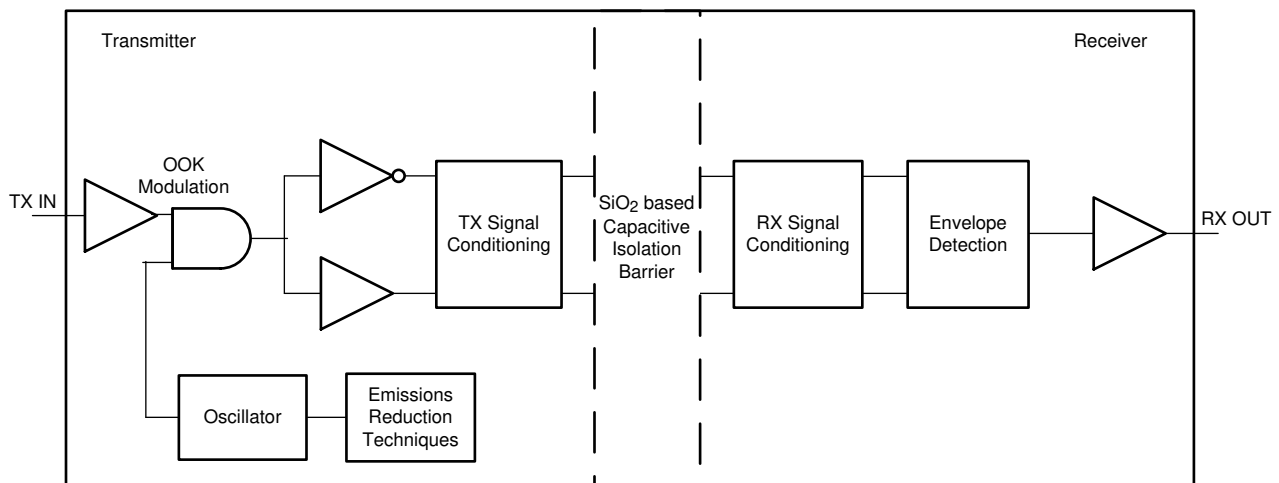 Transmitter
Receiver
OOK
Modulation
TX IN
TX Signal
Conditioning
SiO2 based
Capacitive
Isolation
Barrier
RX Signal
Conditioning
Envelope
Detection
RX OUT
Oscillator
Emissions
Reduction
Techniques